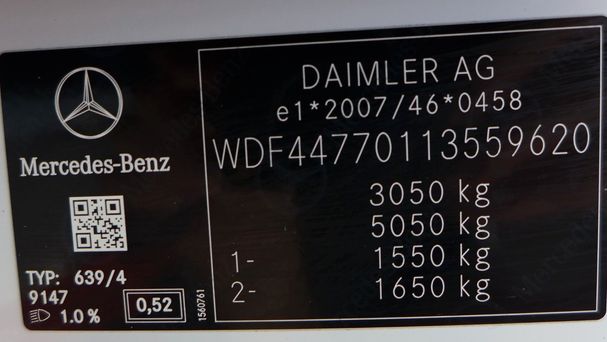 DAIMLER AG
e1*2007/46*0458
WDF44770113559620
3050 kg
5050 kg
1- 1550 kg
2- 1650 kg
Mercedes-Benz
TYP: 639/4
9147
1.0 %
0,52
1560761